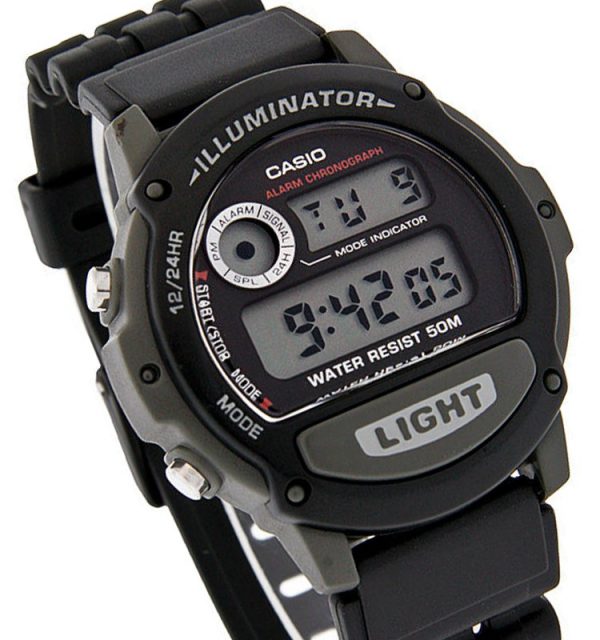 ILLUMINATOR
CASIO
ALARM CHRONOGRAPH
TU 9
ALARM
SIGNAL
24H
SPL
PM
MODE INDICATOR
12/24HR
9:42 05
WATER RESIST 50M
MODE
MODE
LIGHT